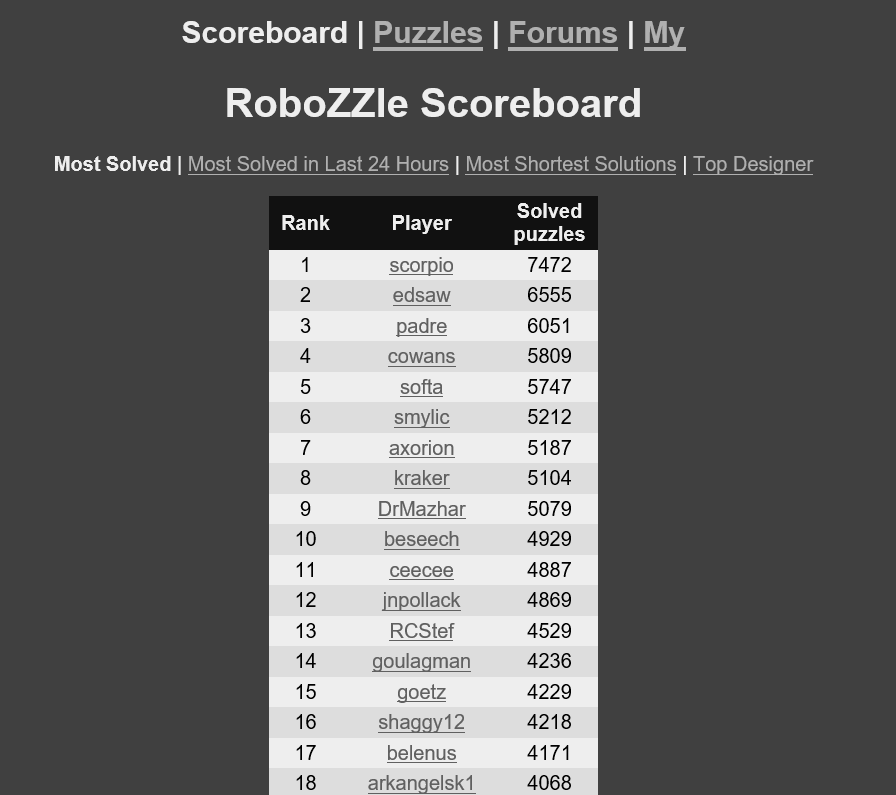 Scoreboard | Puzzles | Forums | My
RoboZZle Scoreboard
Most Solved | Most Solved in Last 24 Hours | Most Shortest Solutions | Top Designer
Rank Player Solved puzzles
1 scorpio 7472
2 edsaw 6555
3 padre 6051
4 cowans 5809
5 softa 5747
6 smylic 5212
7 axorion 5187
8 kraker 5104
9 DrMazhar 5079
10 beseech 4929
11 ceecee 4887
12 jnpollack 4869
13 RCStef 4529
14 goulagman 4236
15 goetz 4229
16 shaggy12 4218
17 belenus 4171
18 arkangelsk1 4068